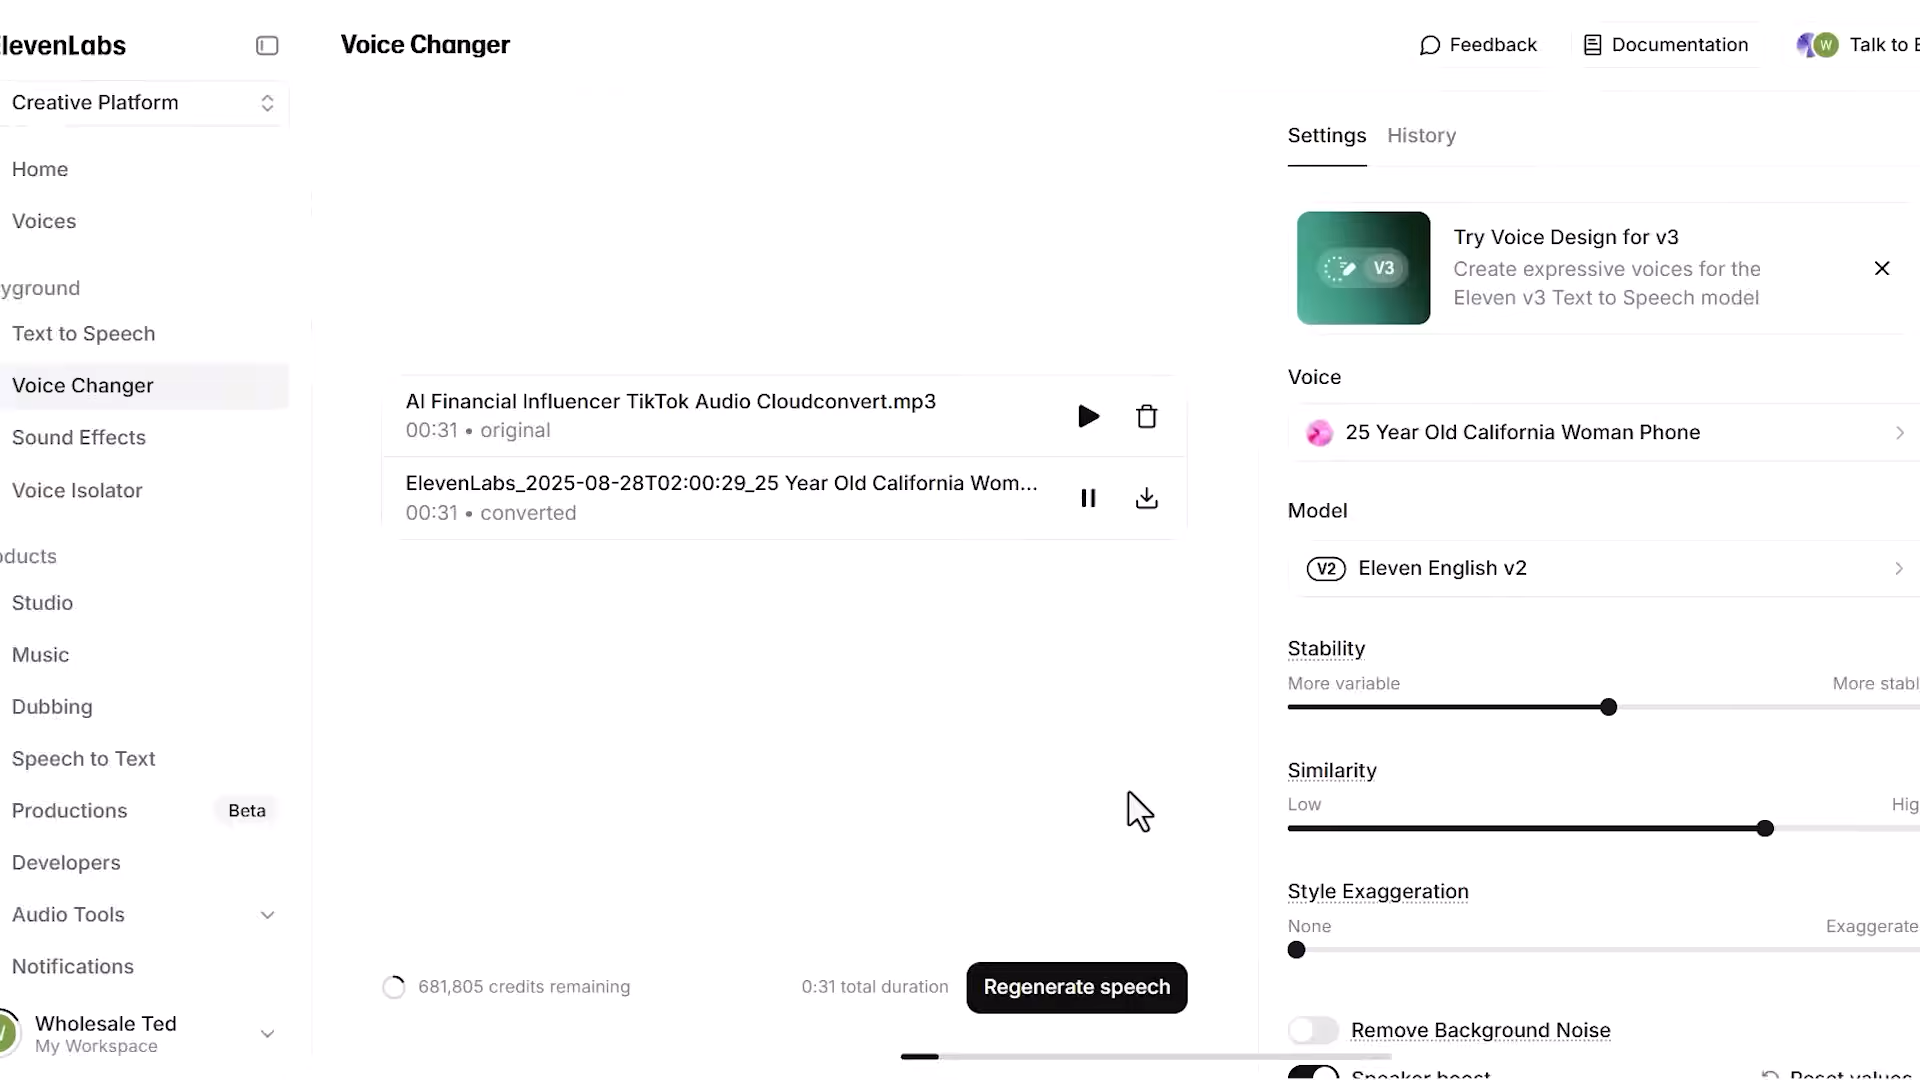 ElevenLabs
Voice Changer
Feedback
Documentation
Talk to E
Creative Platform
Home
Voices
yground
Text to Speech
Voice Changer
Sound Effects
Voice Isolator
oducts
Studio
Music
Dubbing
Speech to Text
Productions
Beta
Developers
Audio Tools
Notifications
W
Wholesale Ted
My Workspace
AI Financial Influencer TikTok Audio Cloudconvert.mp3
00:31 • original
ElevenLabs_2025-08-28T02:00:29_25 Year Old California Wom...
00:31 • converted
681,805 credits remaining
0:31 total duration
Regenerate speech
Settings
History
V3
Try Voice Design for v3
Create expressive voices for the
Eleven v3 Text to Speech model
Voice
25 Year Old California Woman Phone
Model
V2 Eleven English v2
Stability
More variable
More stabl
Similarity
Low
Hig
Style Exaggeration
None
Exaggerate
Remove Background Noise
Speaker boost
Reset values